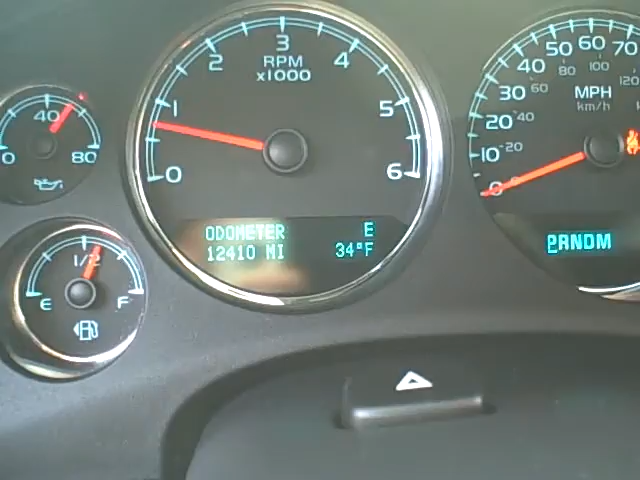 0 40 80
E 1/2 F
0 1 2 3 4 5 6
RPM
x1000
ODOMETER E
12410 MI 34°F
0 10 20 30 40 50 60 70
20 40 60 80 100 120
MPH
km/h
PRNDM